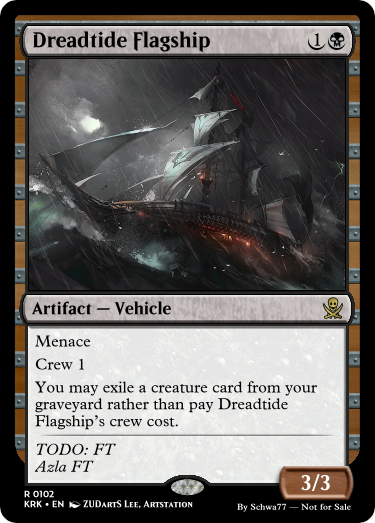 Dreadtide Flagship 1
Artifact — Vehicle
Menace
Crew 1
You may exile a creature card from your
graveyard rather than pay Dreadtide
Flagship's crew cost.
TODO: FT
Azla FT
3/3
R 0102
KRK • EN ZUDARTS LEE, ARTSTATION
By Schwa77 — Not for Sale